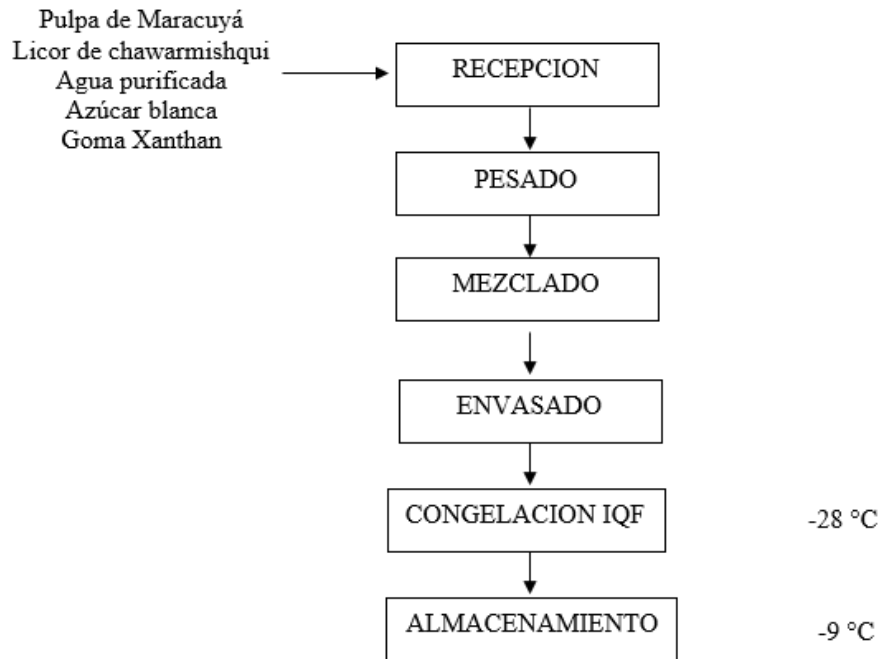 Pulpa de Maracuyá
Licor de chawarmishqui
Agua purificada
Azúcar blanca
Goma Xanthan
RECEPCION
PESADO
MEZCLADO
ENVASADO
CONGELACION IQF
-28 °C
ALMACENAMIENTO
-9 °C